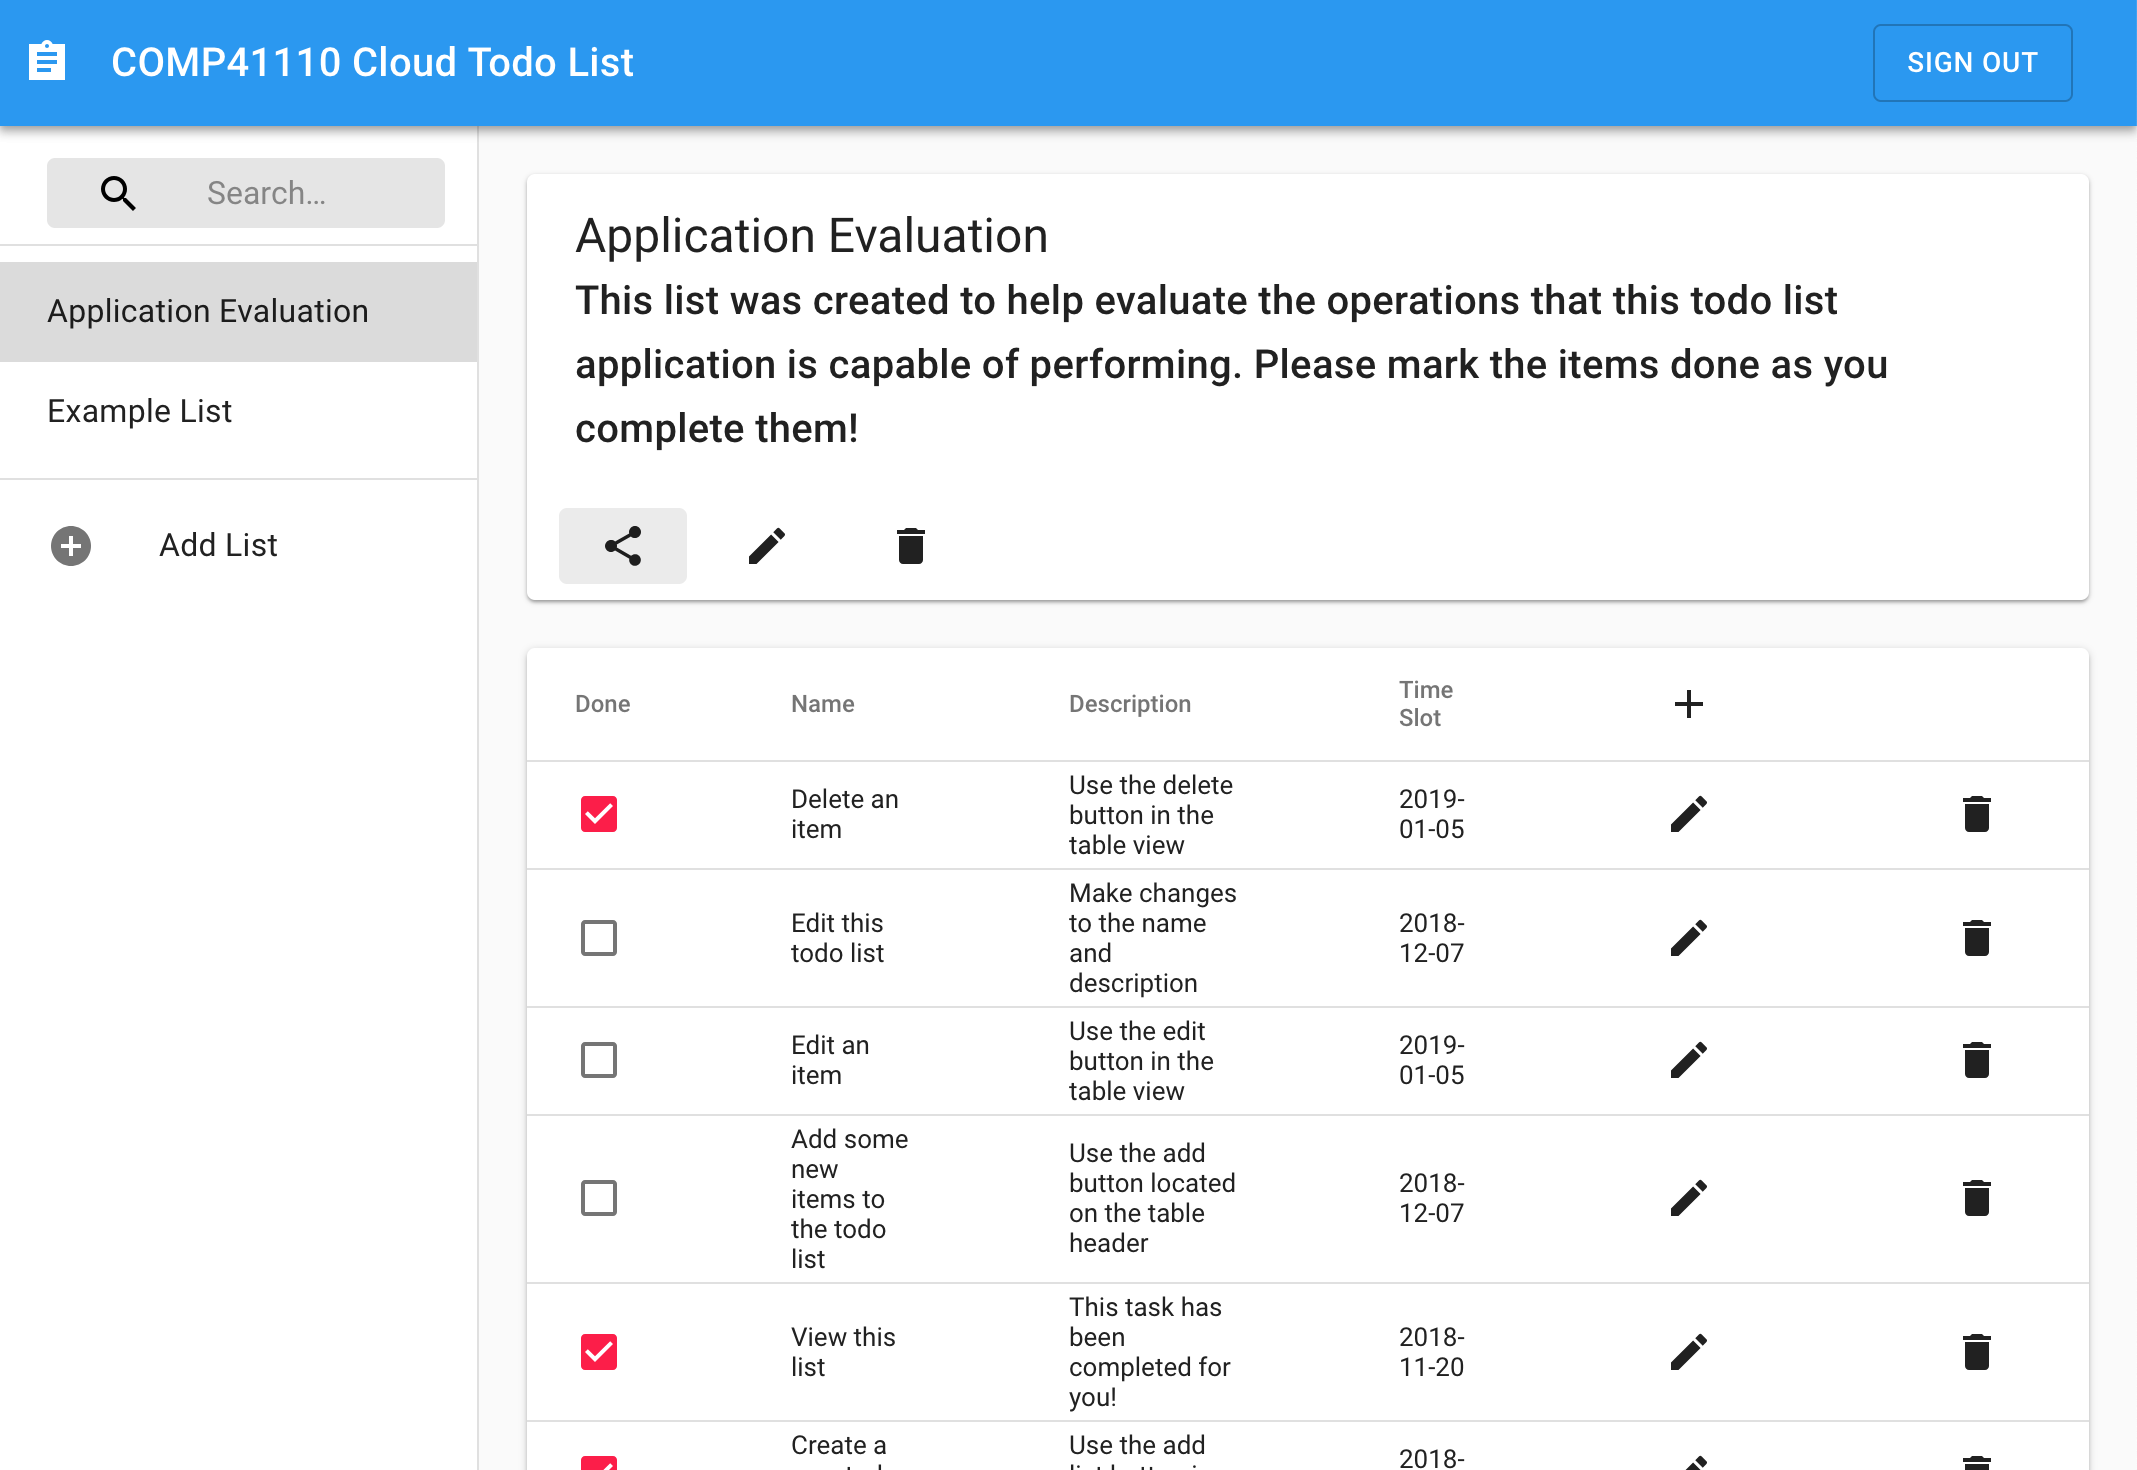 COMP41110 Cloud Todo List
SIGN OUT
Search...
Application Evaluation
Example List
Add List
Application Evaluation
This list was created to help evaluate the operations that this todo list
application is capable of performing. Please mark the items done as you
complete them!
Done
Name
Description
Time
Slot
Delete an
item
Use the delete
button in the
table view
2019-
01-05
Edit this
todo list
Make changes
to the name
and
description
2018-
12-07
Edit an
item
Use the edit
button in the
table view
2019-
01-05
Add some
new
items to
the todo
list
Use the add
button located
on the table
header
2018-
12-07
View this
list
This task has
been
completed for
you!
2018-
11-20
Create a
Use the add
2018-